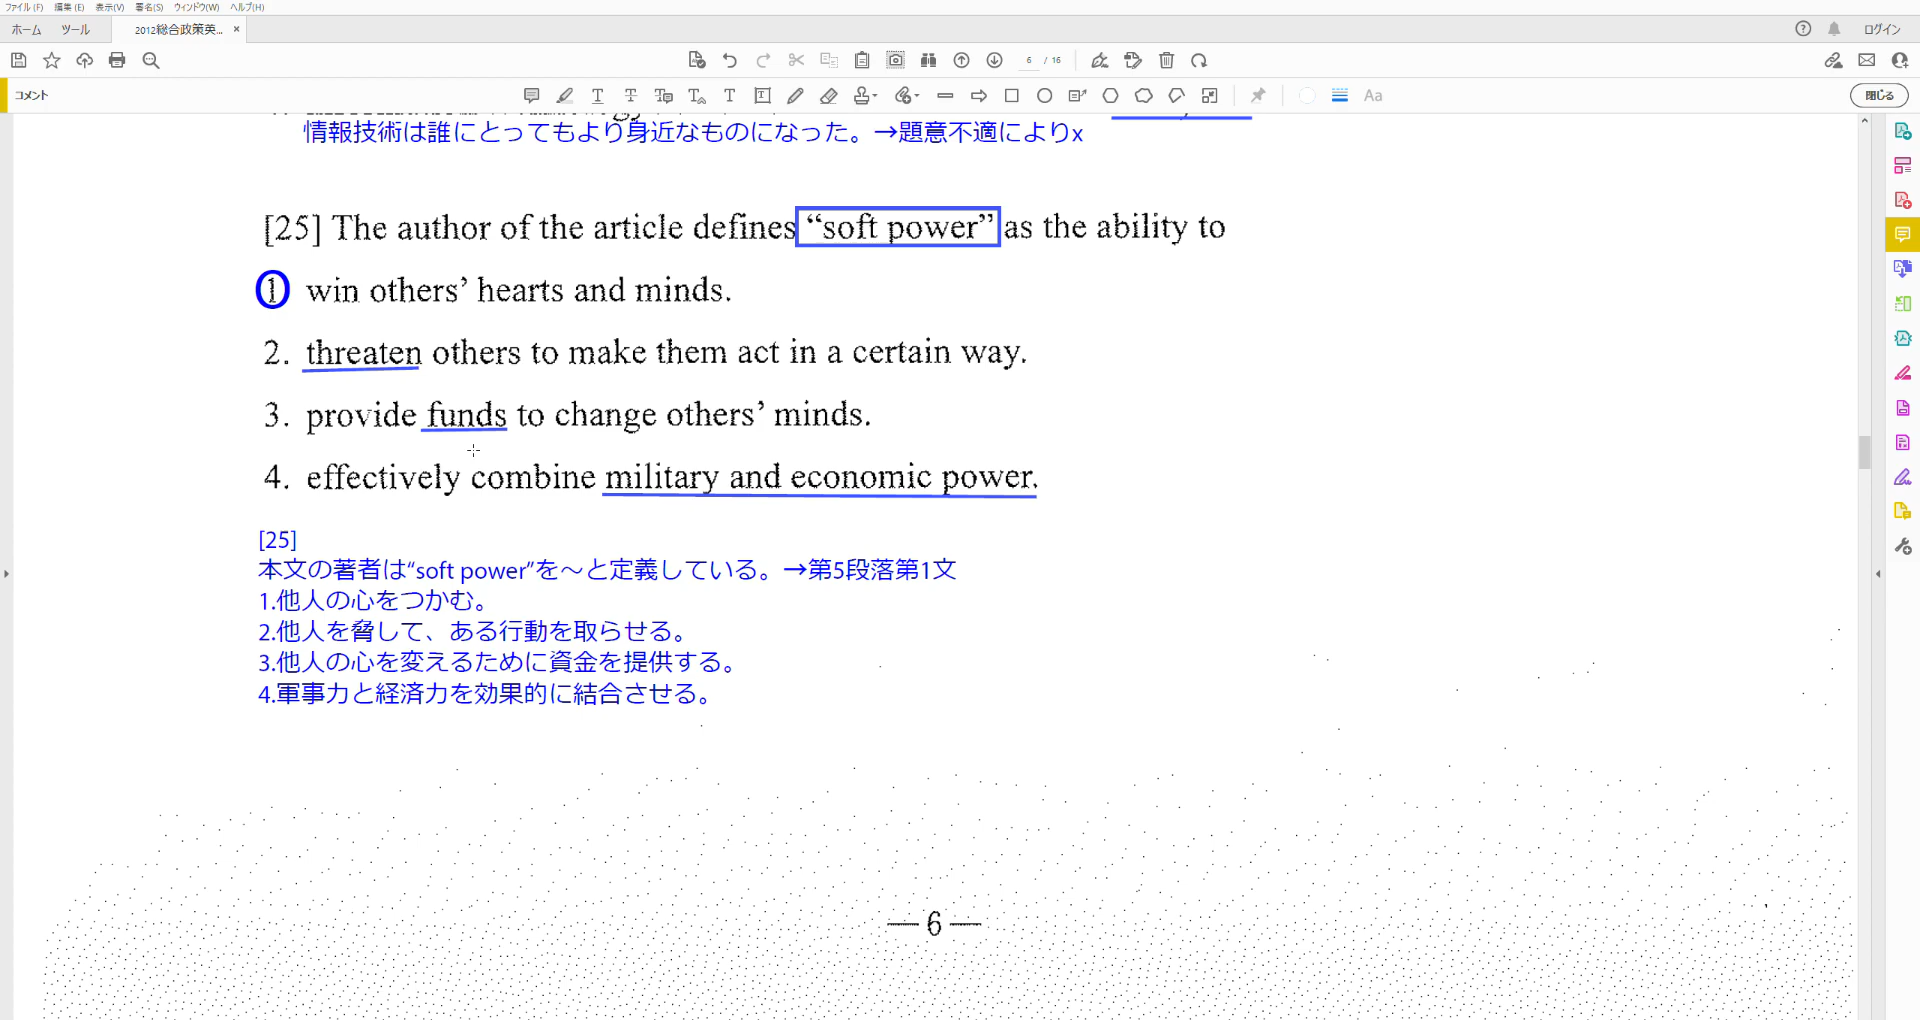 ファイル(F) 編集(E) 表示(V) 署名(S) ウィンドウ(W) ヘルプ(H)
ホーム ツール 2012総合政策英... × ログイン
6 / 16
コメント Aa 閉じる
情報技術は誰にとってもより身近なものになった。→題意不適によりx
[25] The author of the article defines “soft power” as the ability to
1 win others’ hearts and minds.
2. threaten others to make them act in a certain way.
3. provide funds to change others’ minds.
4. effectively combine military and economic power.
[25]
本文の著者は“soft power”を～と定義している。→第5段落第1文
1.他人の心をつかむ。
2.他人を脅して、ある行動を取らせる。
3.他人の心を変えるために資金を提供する。
4.軍事力と経済力を効果的に結合させる。
— 6 —